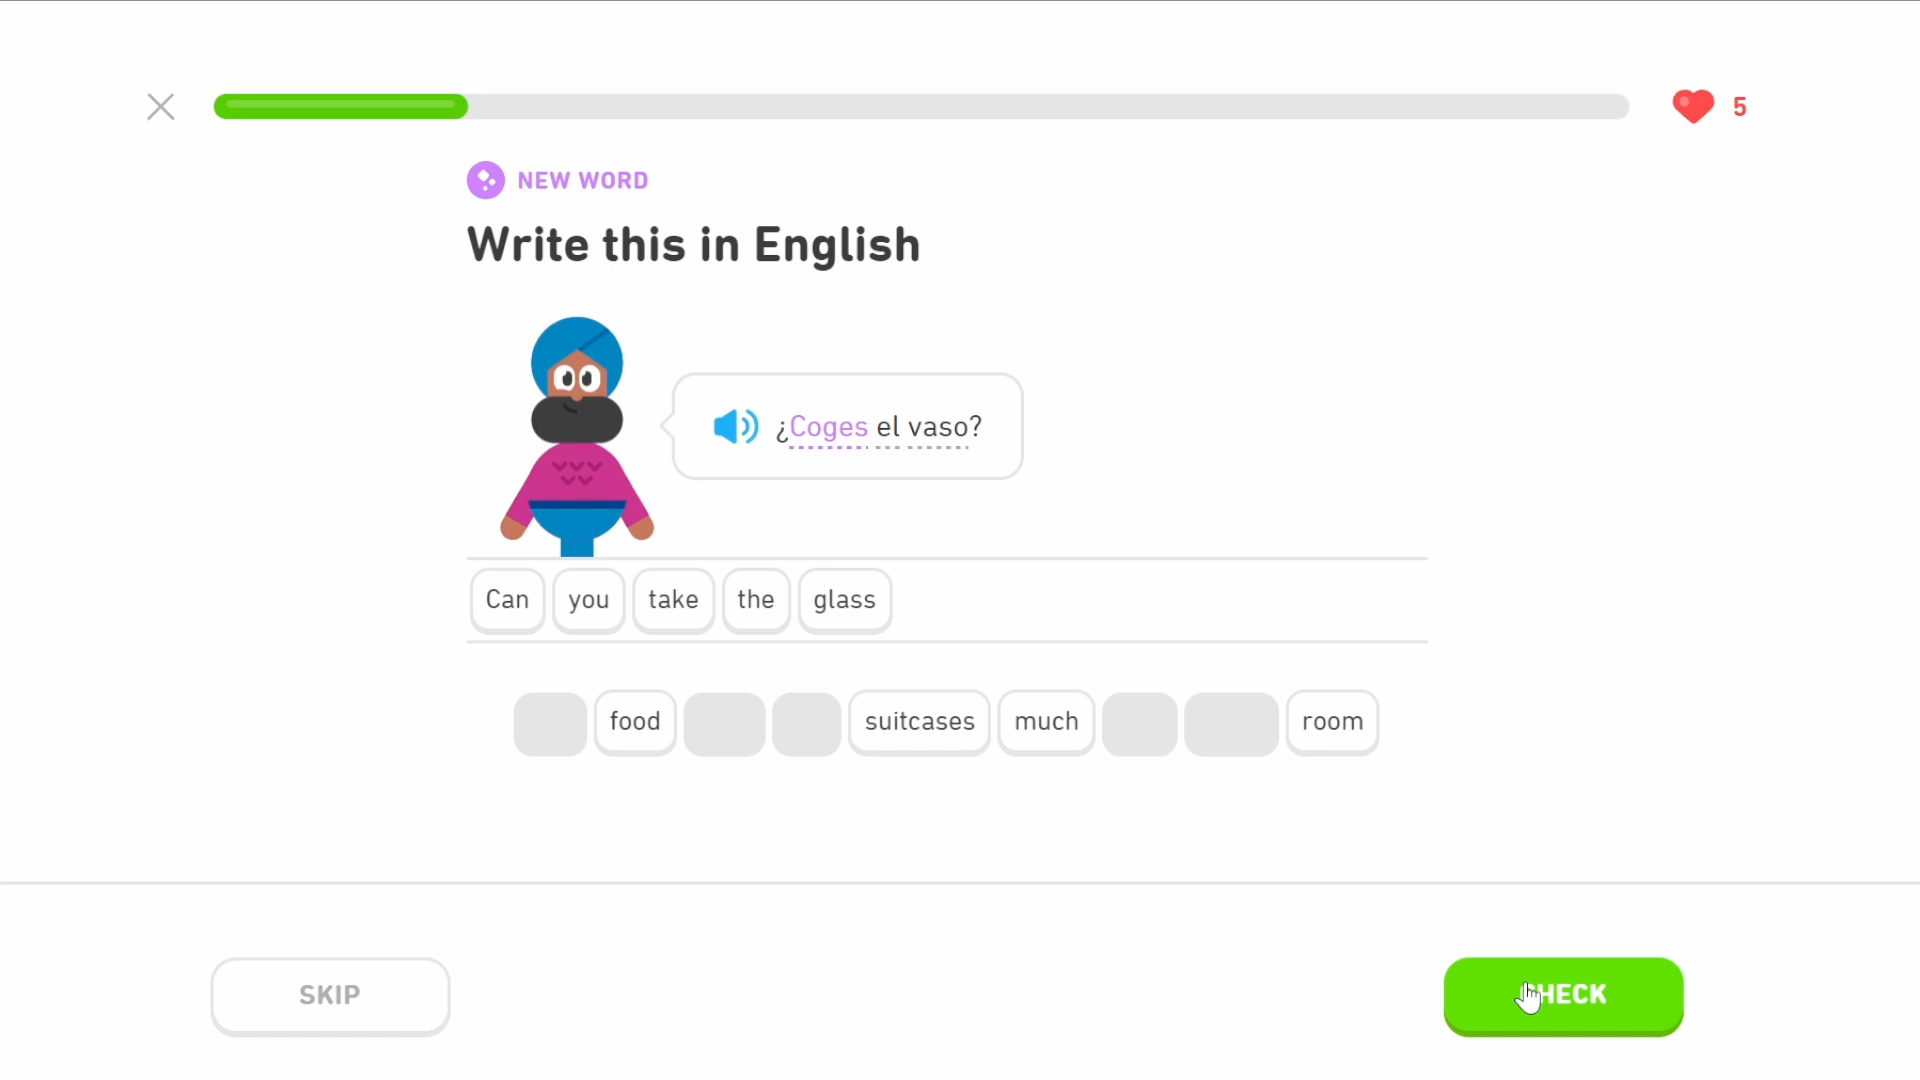 5
NEW WORD
Write this in English
¿Coges el vaso?
Can you take the glass
food suitcases much room
SKIP CHECK